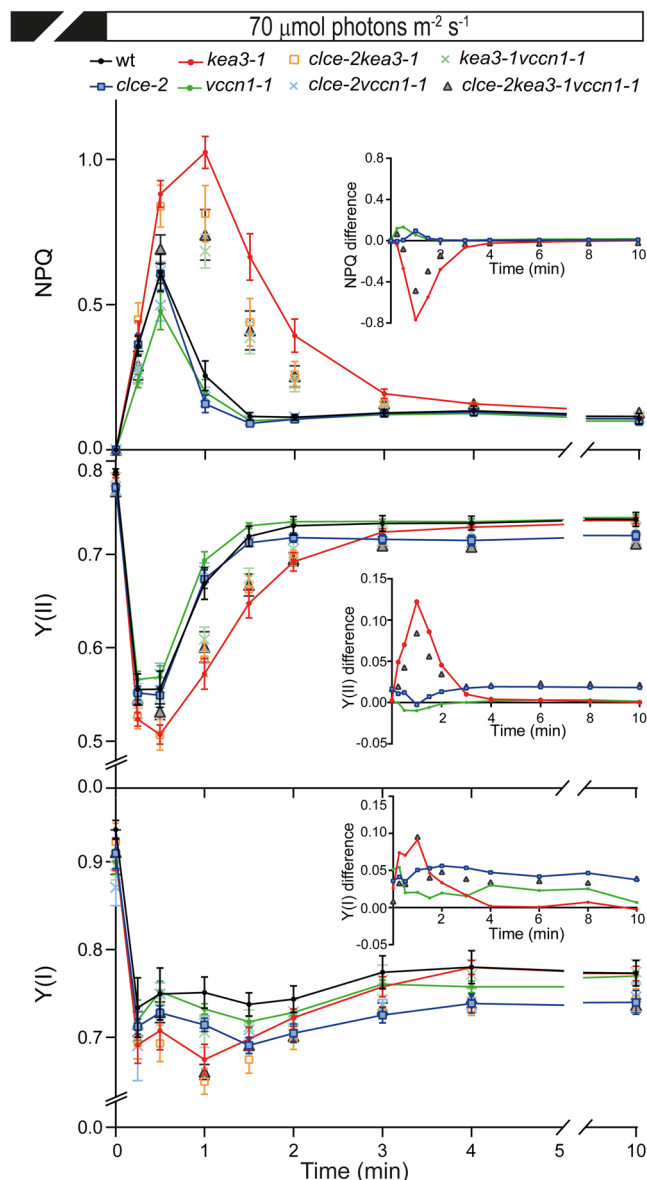 70 μmol photons m⁻² s⁻¹
wt kea3-1 clce-2kea3-1 kea3-1vccn1-1
clce-2 vccn1-1 clce-2vccn1-1 clce-2kea3-1vccn1-1
NPQ
1.0
0.5
0.0
NPQ difference
0.8
0.4
0.0
-0.4
-0.8
2 4 6 8 10
Time (min)
Y(II)
0.8
0.7
0.6
0.5
0.0
Y(II) difference
0.15
0.10
0.05
0.00
-0.05
2 4 6 8 10
Time (min)
Y(I)
0.9
0.8
0.7
0.0
Y(I) difference
0.15
0.10
0.05
0.00
-0.05
2 4 6 8 10
Time (min)
0 1 2 3 4 5 10
Time (min)